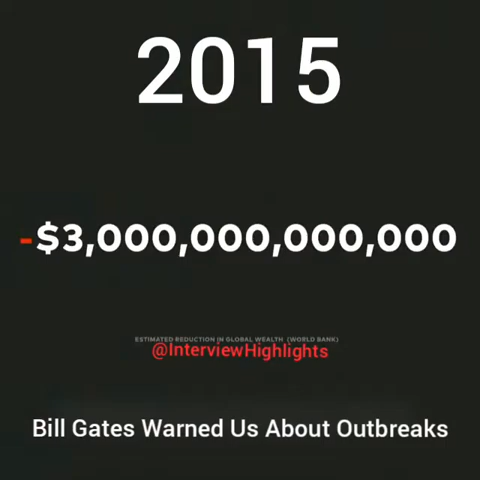 2015
-$3,000,000,000,000
ESTIMATED REDUCTION IN GLOBAL WEALTH (WORLD BANK)
@InterviewHighlights
Bill Gates Warned Us About Outbreaks